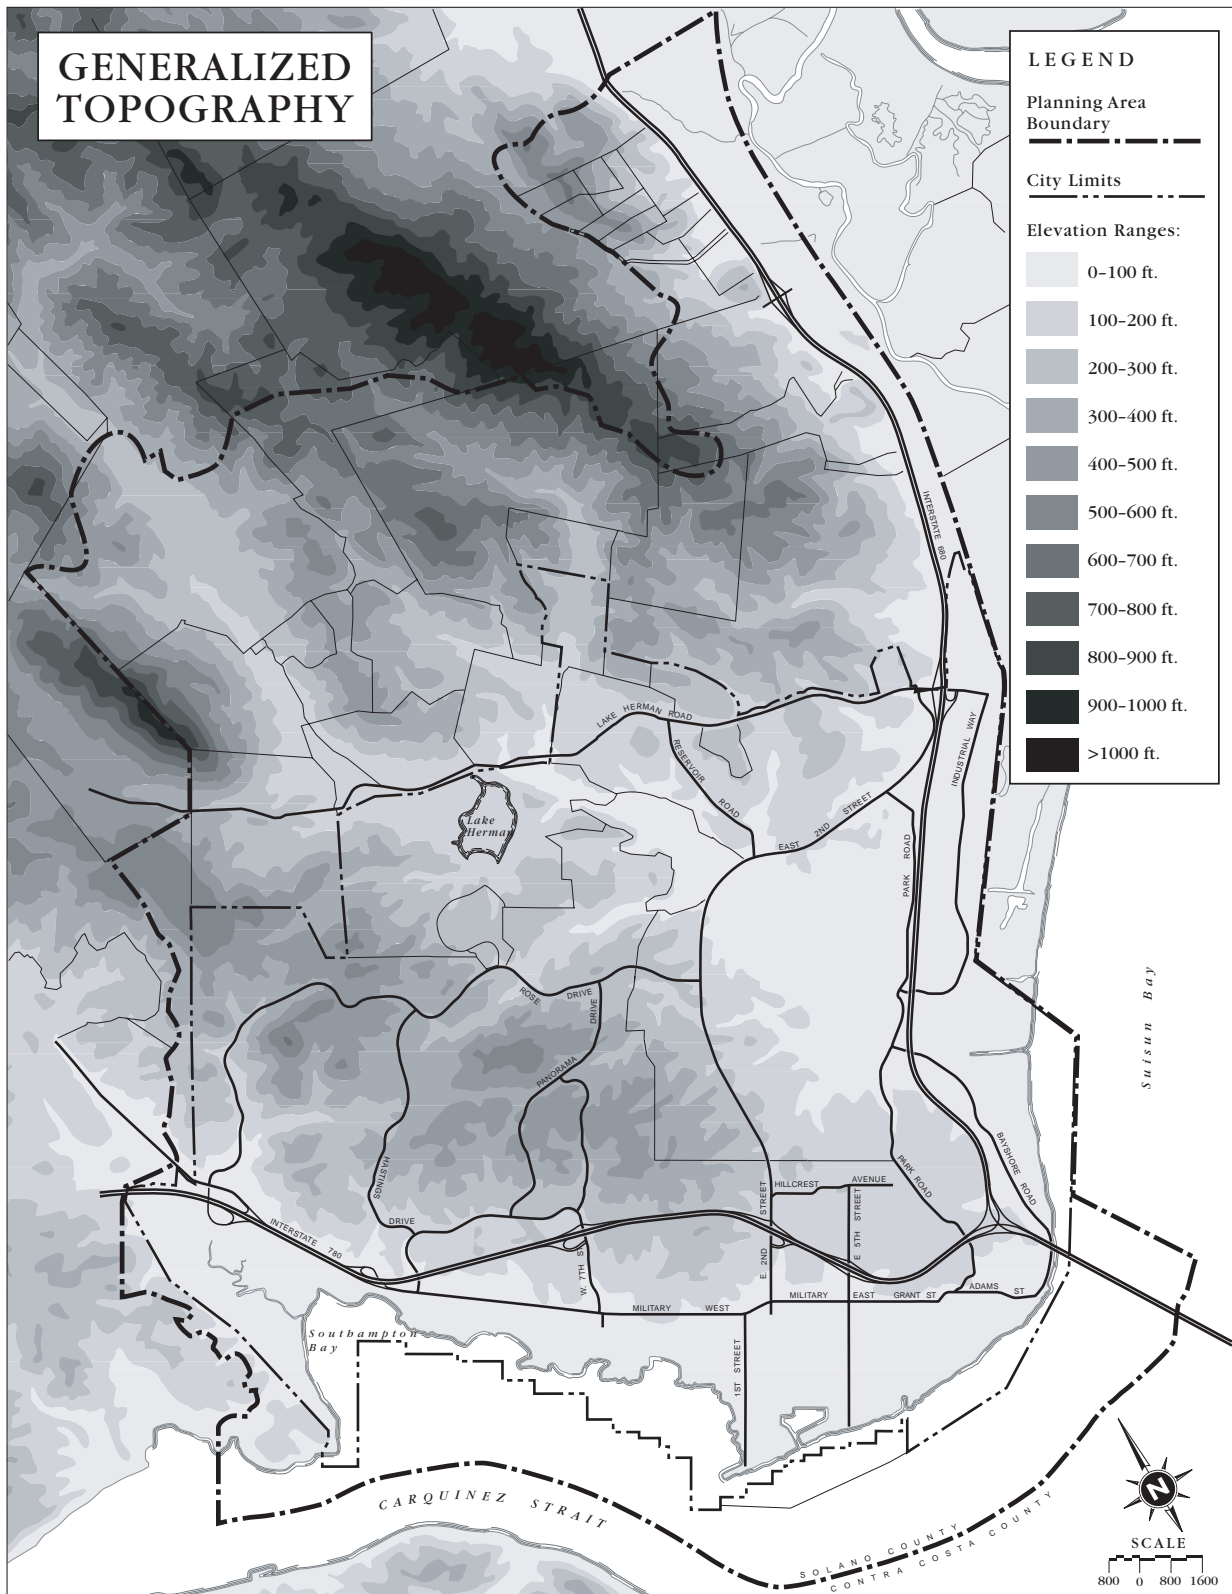 GENERALIZED
TOPOGRAPHY
LEGEND
Planning Area
Boundary
City Limits
Elevation Ranges:
0-100 ft.
100-200 ft.
200-300 ft.
300-400 ft.
400-500 ft.
500-600 ft.
600-700 ft.
700-800 ft.
800-900 ft.
900-1000 ft.
>1000 ft.
INTERSTATE 680
LAKE HERMAN ROAD
RESERVOIR ROAD
INDUSTRIAL WAY
EAST 2ND STREET
PARK ROAD
Lake
Herman
Suisun Bay
ROSE DRIVE
DRIVE
PANORAMA
HASTINGS
DRIVE
BAYSHORE ROAD
PARK ROAD
HILLCREST AVENUE
E. 2ND STREET
E 5TH STREET
INTERSTATE 780
W. 7TH ST
ADAMS ST
MILITARY WEST
MILITARY EAST
GRANT ST
Southampton
Bay
1ST STREET
CARQUINEZ STRAIT
SOLANO COUNTY
CONTRA COSTA COUNTY
N
SCALE
800 0 800 1600